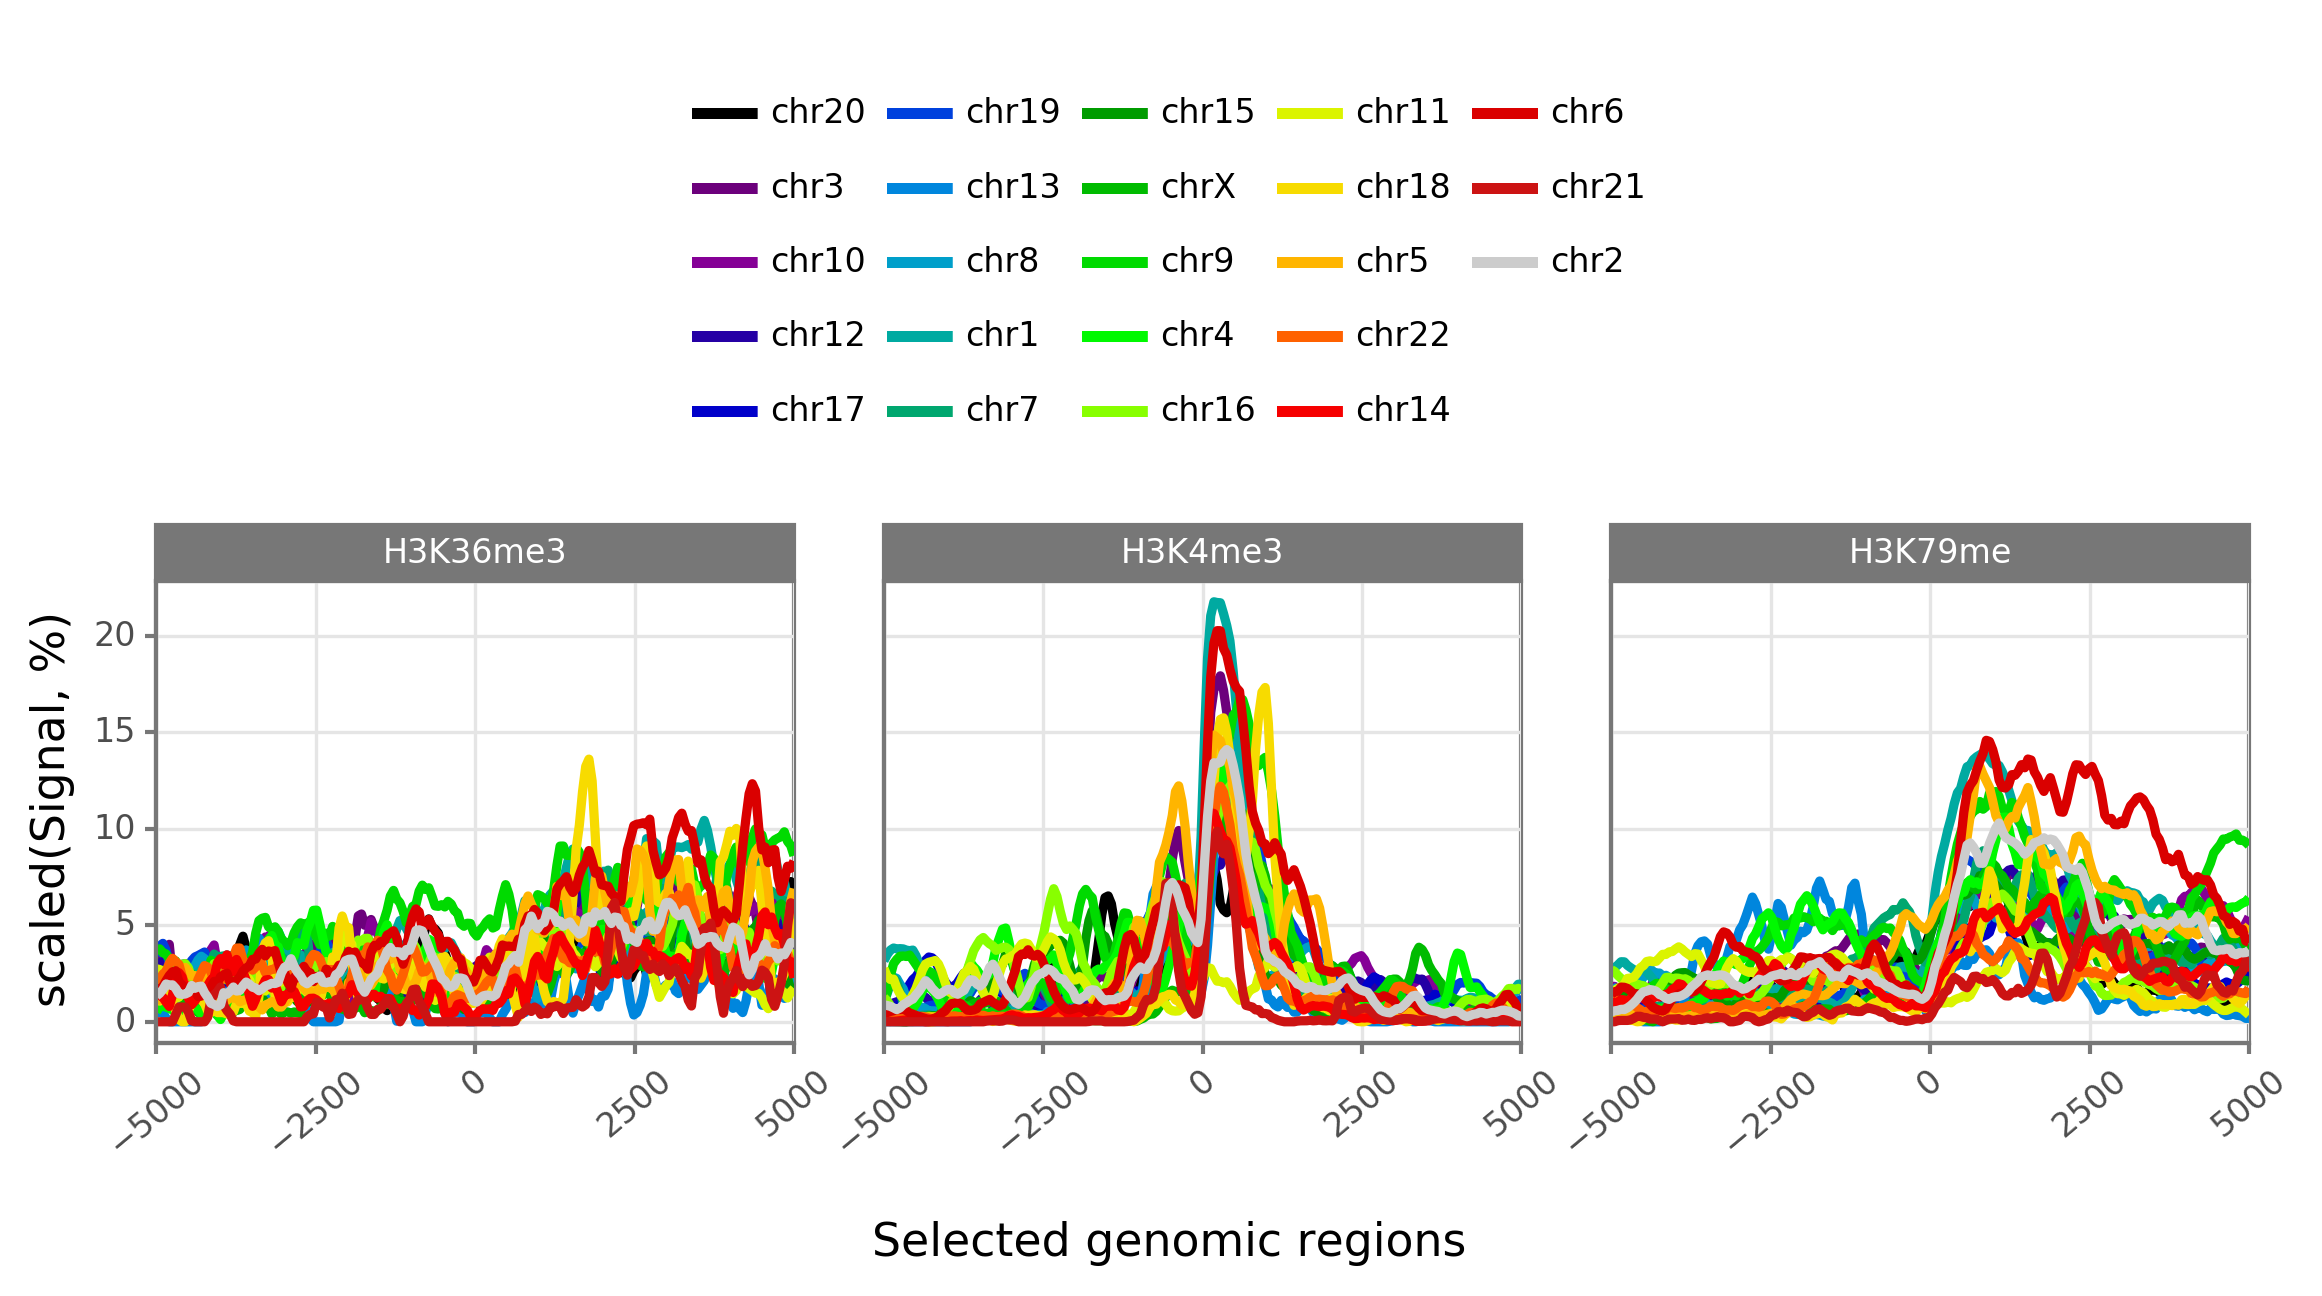 chr20 chr19 chr15 chr11 chr6
chr3 chr13 chrX chr18 chr21
chr10 chr8 chr9 chr5 chr2
chr12 chr1 chr4 chr22
chr17 chr7 chr16 chr14
H3K36me3 H3K4me3 H3K79me
scaled(Signal, %)
20
15
10
5
0
−5000 −2500 0 2500 5000 −5000 −2500 0 2500 5000 −5000 −2500 0 2500 5000
Selected genomic regions